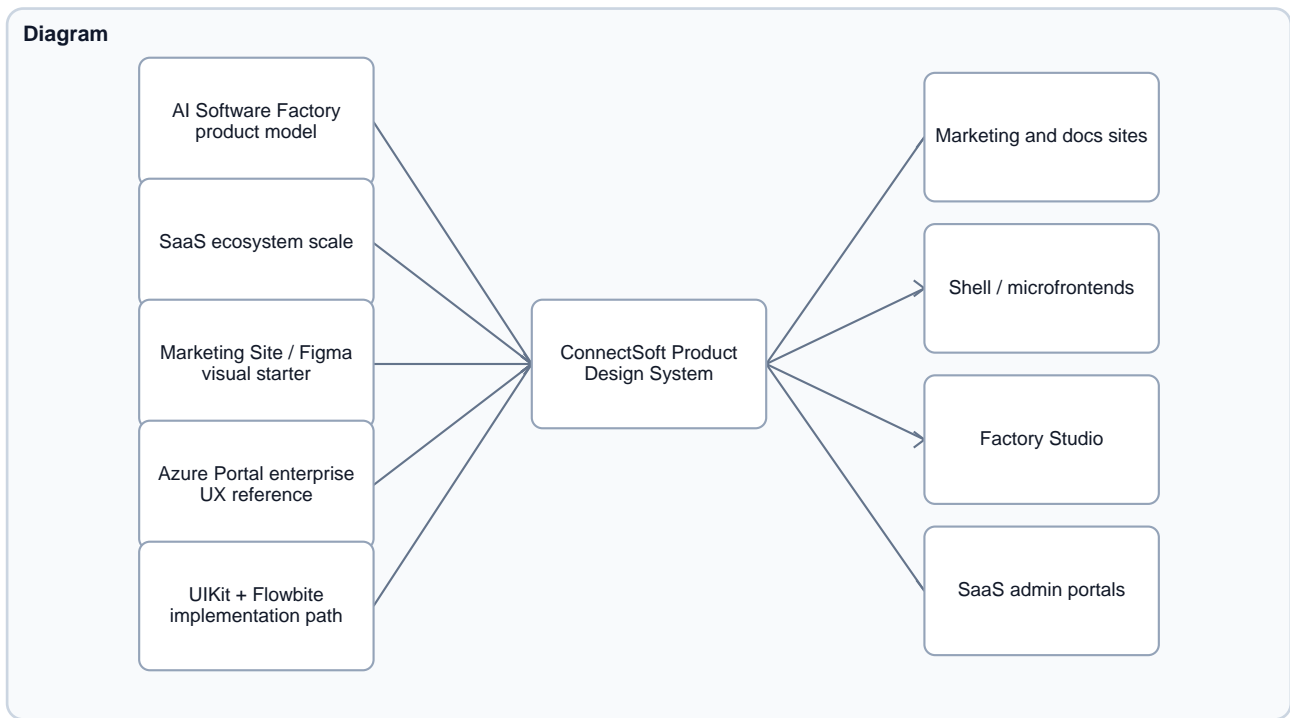 Diagram
AI Software Factory
product model
SaaS ecosystem scale
Marketing Site / Figma
visual starter
Azure Portal enterprise
UX reference
UIKit + Flowbite
implementation path
ConnectSoft Product
Design System
Marketing and docs sites
Shell / microfrontends
Factory Studio
SaaS admin portals